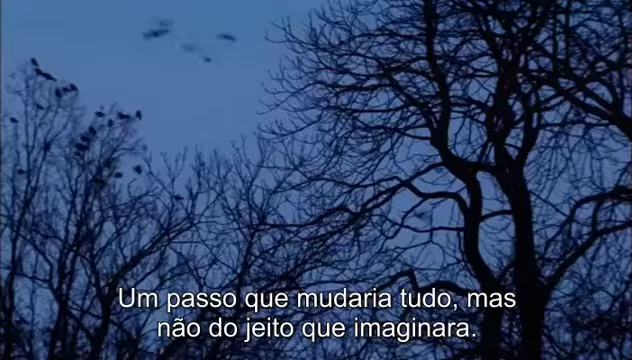 Um passo que mudaria tudo, mas
não do jeito que imaginara.